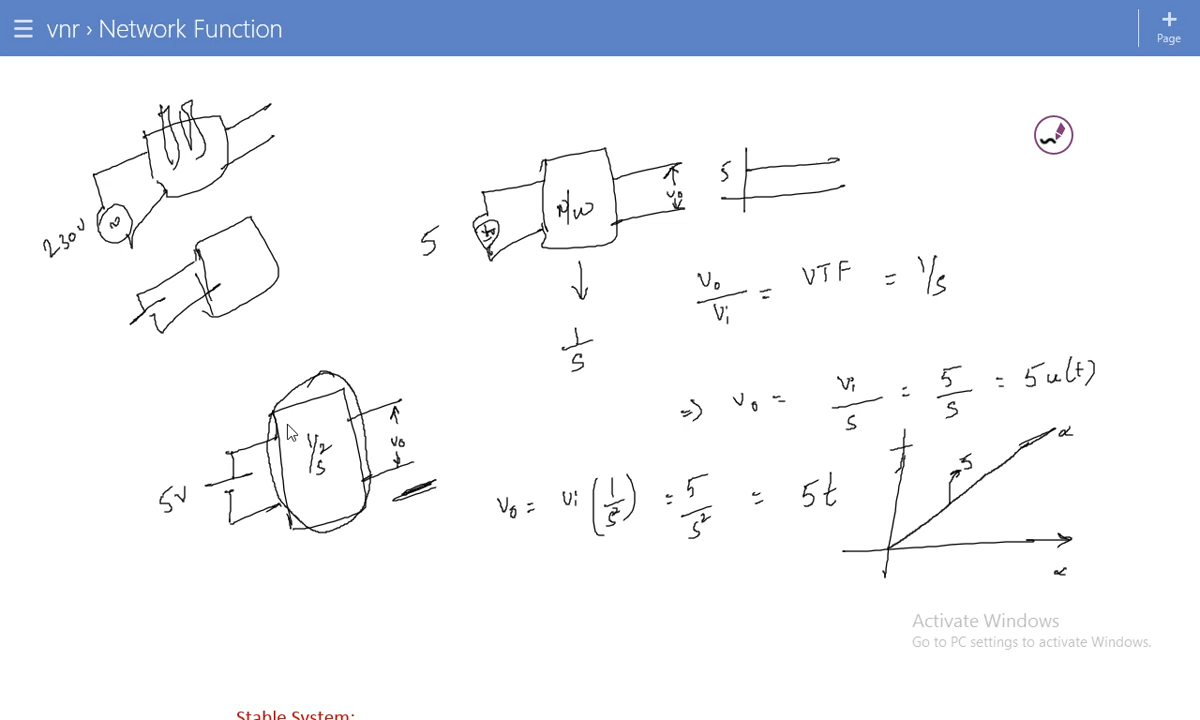 vnr › Network Function
Page
230V
5
N/W
Vo
5
1/S
Vo/Vi = VTF = 1/S
=> Vo = Vi/S = 5/S = 5u(t)
5V
1/S²
Vo
Vo = Vi (1/S²) = 5/S² = 5t
5
α
α
Activate Windows
Go to PC settings to activate Windows.
Stable System: